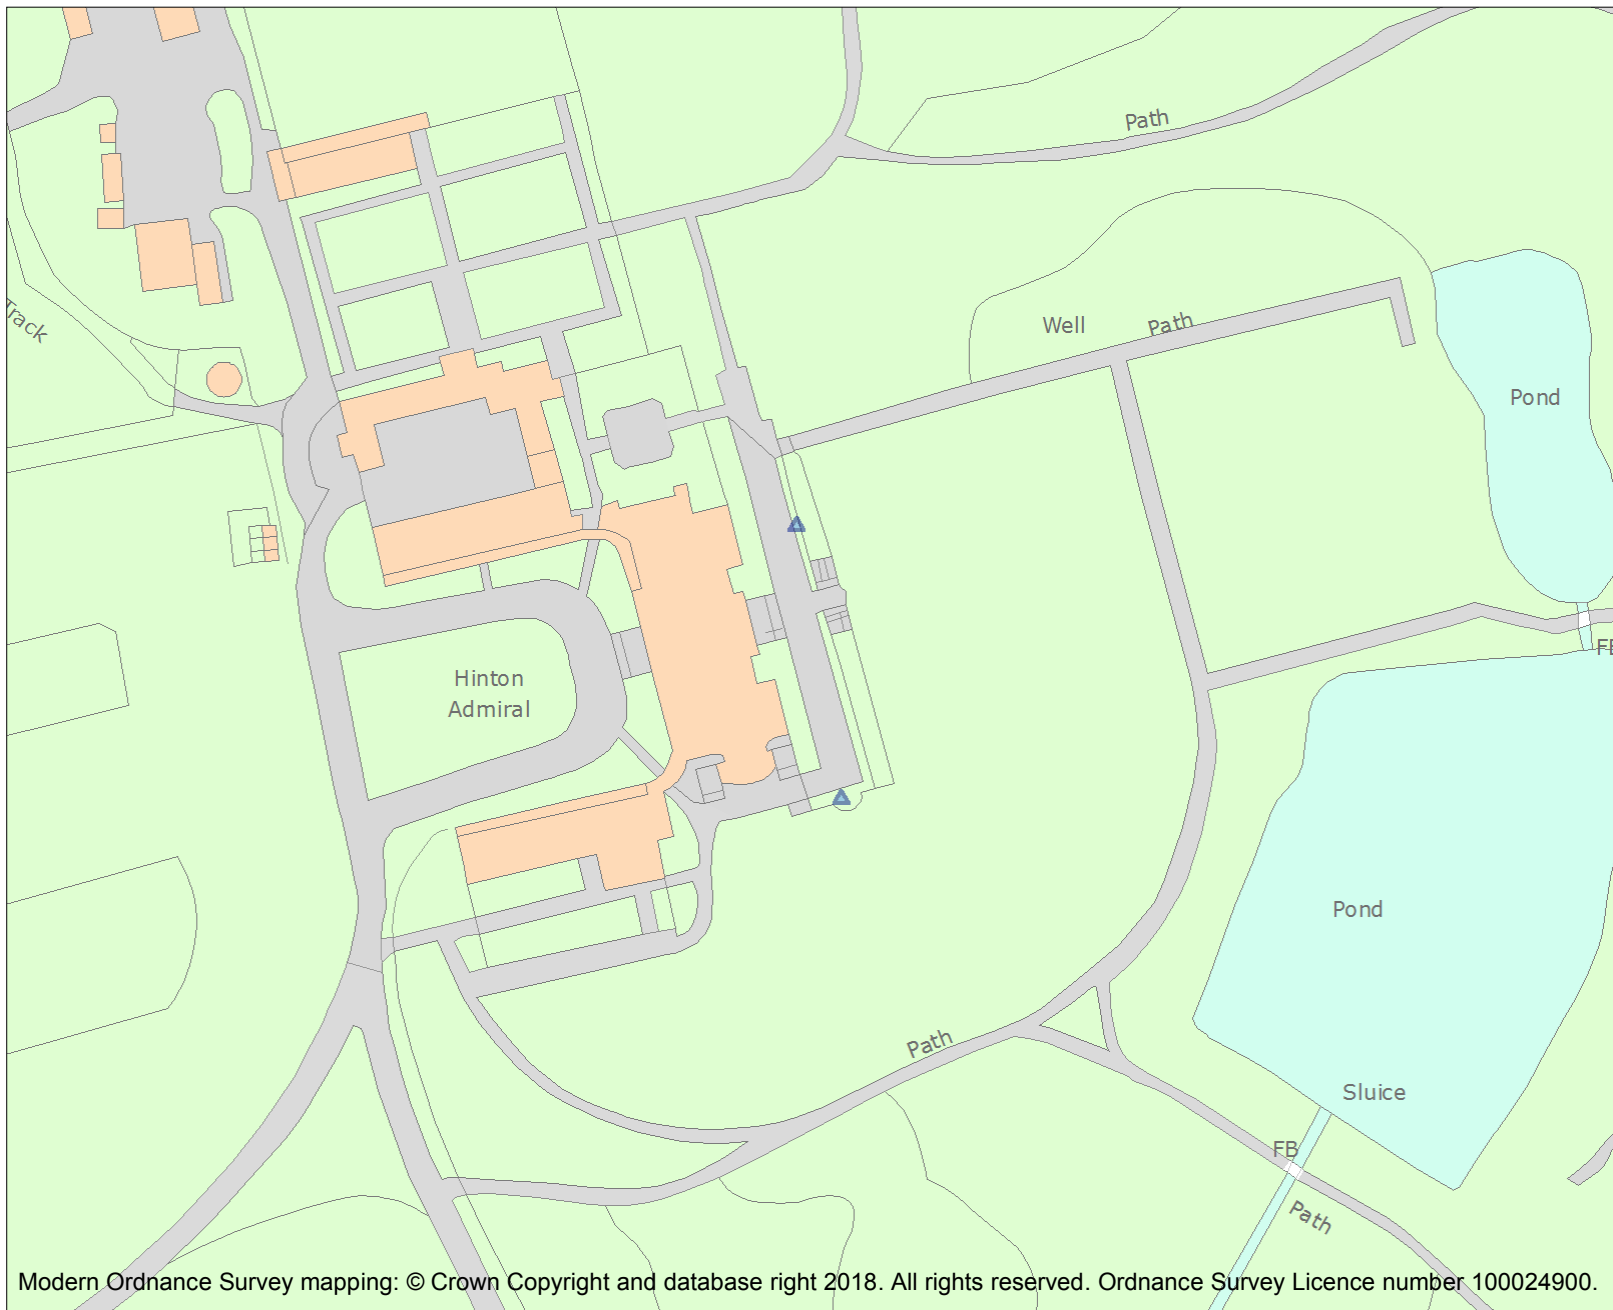 Path
Track
Well
Path
Pond
Hinton
Admiral
FB
Pond
Path
Sluice
FB
Path
Modern Ordnance Survey mapping: © Crown Copyright and database right 2018. All rights reserved. Ordnance Survey Licence number 100024900.